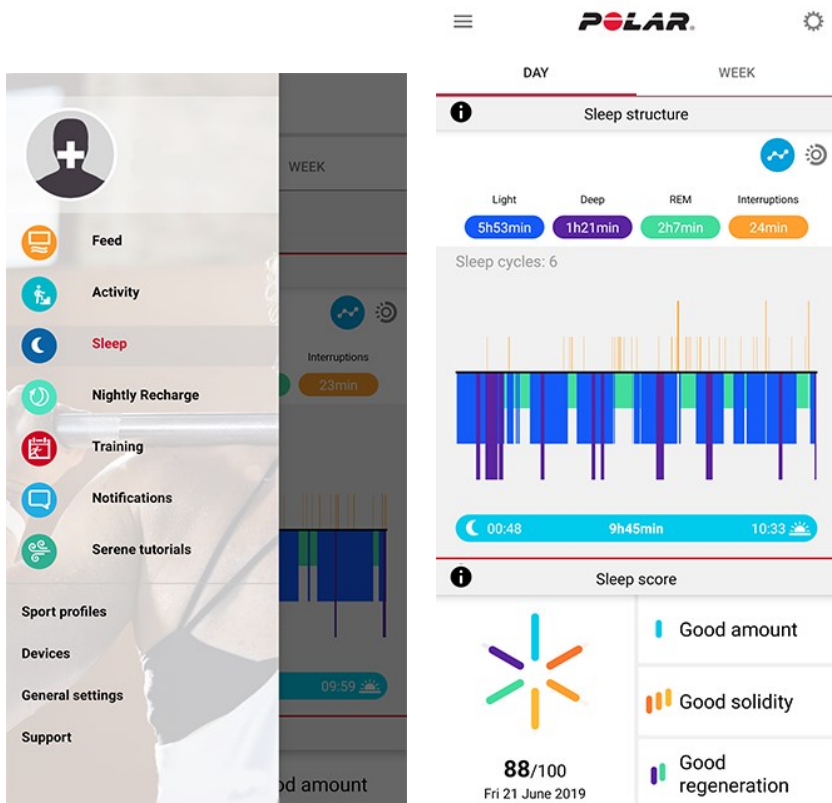 WEEK
Feed
Activity
Sleep
Interruptions
23min
Nightly Recharge
Training
Notifications
Serene tutorials
Sport profiles
Devices
General settings
09:59
Support
od amount
POLAR.
DAY WEEK
Sleep structure
Light Deep REM Interruptions
5h53min 1h21min 2h7min 24min
Sleep cycles: 6
00:48 9h45min 10:33
Sleep score
Good amount
Good solidity
Good
regeneration
88/100
Fri 21 June 2019